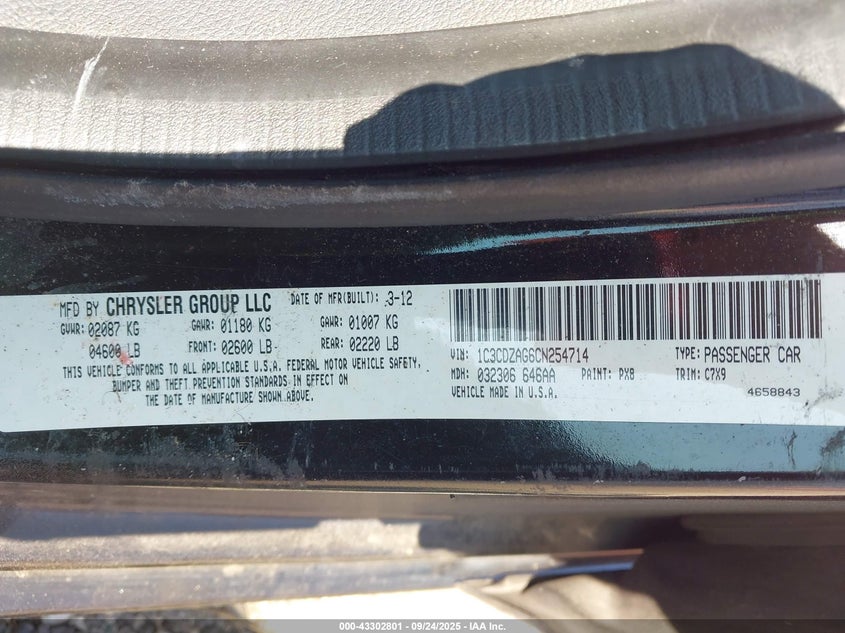 MFD BY CHRYSLER GROUP LLC DATE OF MFR(BUILT): 3-12
GVWR: 02087 KG GAWR: 01180 KG GAWR: 01007 KG
04600 LB FRONT: 02600 LB REAR: 02220 LB
THIS VEHICLE CONFORMS TO ALL APPLICABLE U.S.A. FEDERAL MOTOR VEHICLE SAFETY,
BUMPER AND THEFT PREVENTION STANDARDS IN EFFECT ON
THE DATE OF MANUFACTURE SHOWN ABOVE.
VIN: 1C3CDZAG6CN254714 TYPE: PASSENGER CAR
MDH: 032306 646AA PAINT: PX8 TRIM: C7X9
VEHICLE MADE IN U.S.A. 4658843
000-43302801 - 09/24/2025 - IAA Inc.